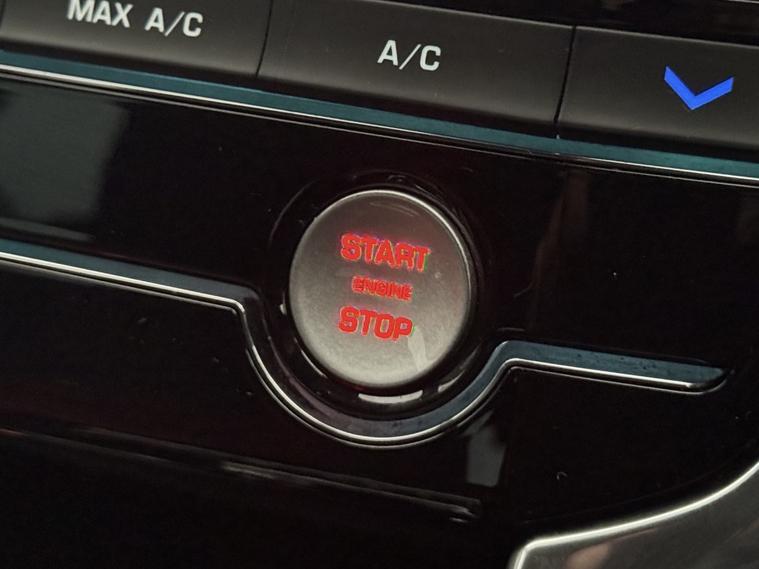 MAX A/C
A/C
START
ENGINE
STOP